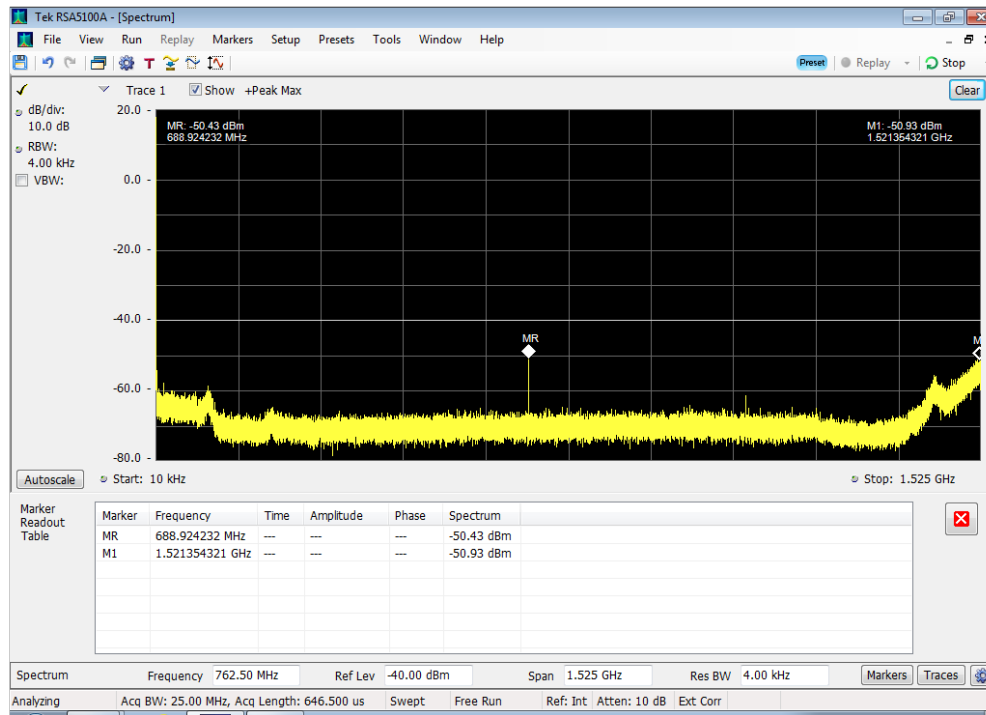 Tek RSA5100A - [Spectrum]
File View Run Replay Markers Setup Presets Tools Window Help
T Preset Replay Stop
Trace 1 Show +Peak Max Clear
dB/div:
10.0 dB
RBW:
4.00 kHz
VBW:
20.0
0.0
-20.0
-40.0
-60.0
-80.0
MR: -50.43 dBm
688.924232 MHz
M1: -50.93 dBm
1.521354321 GHz
MR
M
Autoscale Start: 10 kHz Stop: 1.525 GHz
Marker
Readout
Table
Marker Frequency Time Amplitude Phase Spectrum
MR 688.924232 MHz --- --- --- -50.43 dBm
M1 1.521354321 GHz --- --- --- -50.93 dBm
Spectrum Frequency 762.50 MHz Ref Lev -40.00 dBm Span 1.525 GHz Res BW 4.00 kHz Markers Traces
Analyzing Acq BW: 25.00 MHz, Acq Length: 646.500 us Swept Free Run Ref: Int Atten: 10 dB Ext Corr